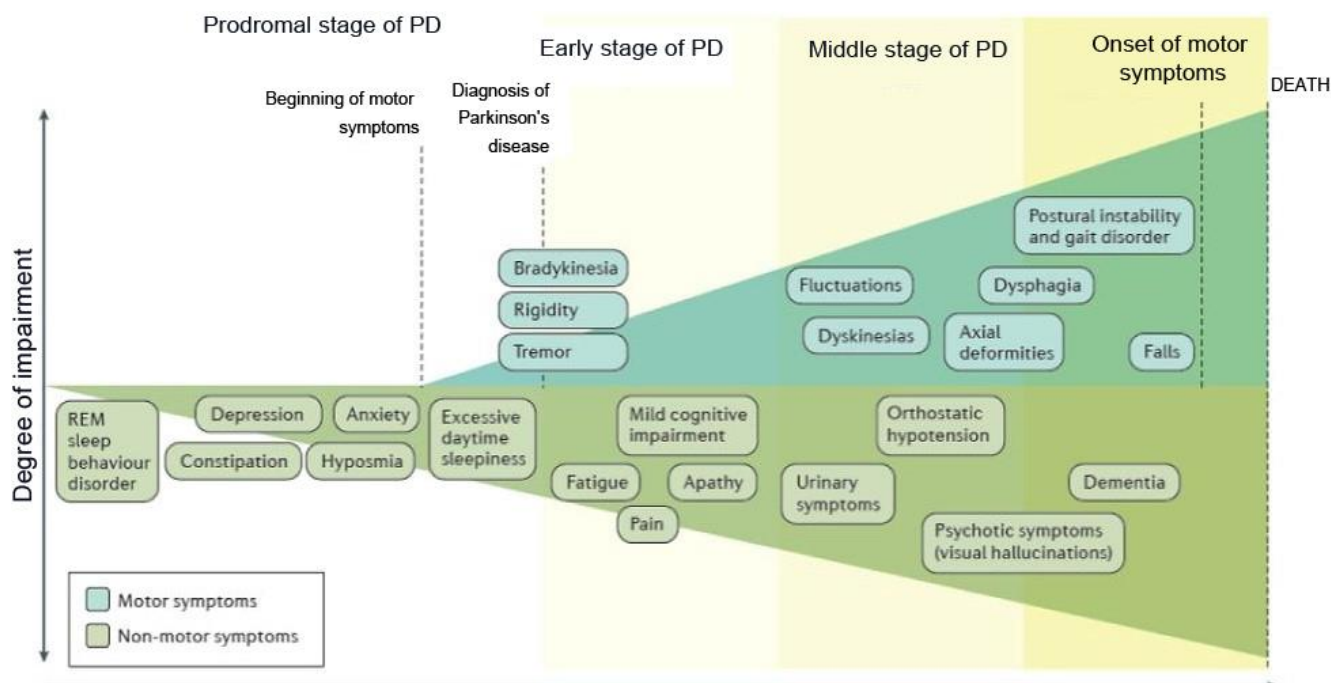 Prodromal stage of PD
Early stage of PD
Middle stage of PD
Onset of motor
symptoms
Beginning of motor
symptoms
Diagnosis of
Parkinson's
disease
DEATH
Degree of impairment
Postural instability
and gait disorder
Bradykinesia
Rigidity
Tremor
Fluctuations
Dysphagia
Dyskinesias
Axial
deformities
Falls
REM
sleep
behaviour
disorder
Depression
Anxiety
Constipation
Hyposmia
Excessive
daytime
sleepiness
Mild cognitive
impairment
Orthostatic
hypotension
Fatigue
Apathy
Pain
Urinary
symptoms
Dementia
Psychotic symptoms
(visual hallucinations)
Motor symptoms
Non-motor symptoms